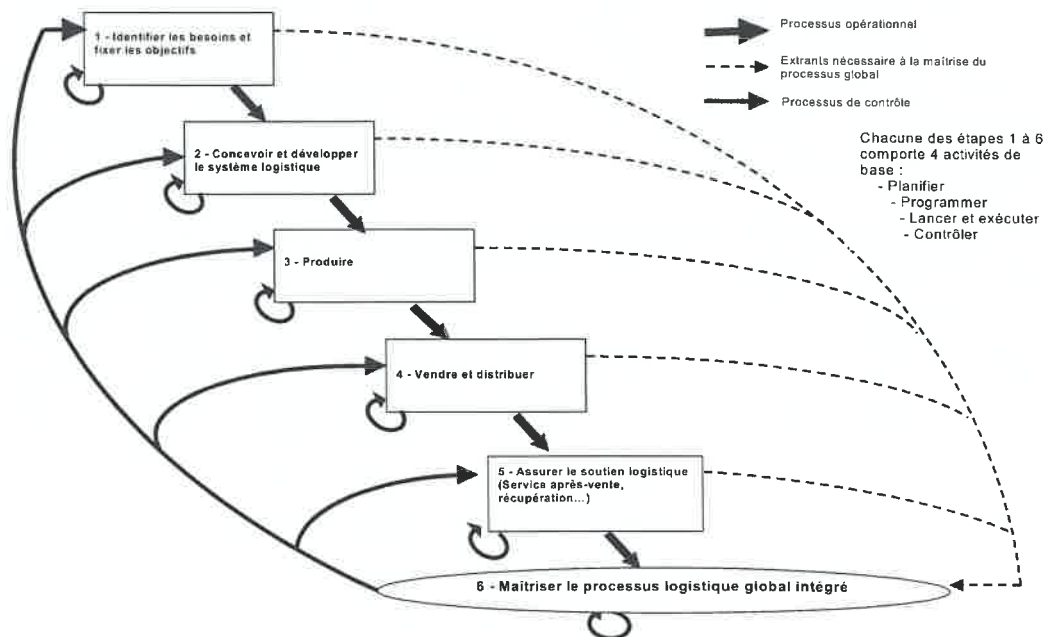 1 - Identifier les besoins et
fixer les objectifs
2 - Concevoir et développer
le système logistique
3 - Produire
4 - Vendre et distribuer
5 - Assurer le soutien logistique
(Service après-vente,
récupération...)
6 - Maîtriser le processus logistique global intégré
Processus opérationnel
Extrants nécessaire à la maîtrise du
processus global
Processus de contrôle
Chacune des étapes 1 à 6
comporte 4 activités de
base :
- Planifier
- Programmer
- Lancer et exécuter
- Contrôler